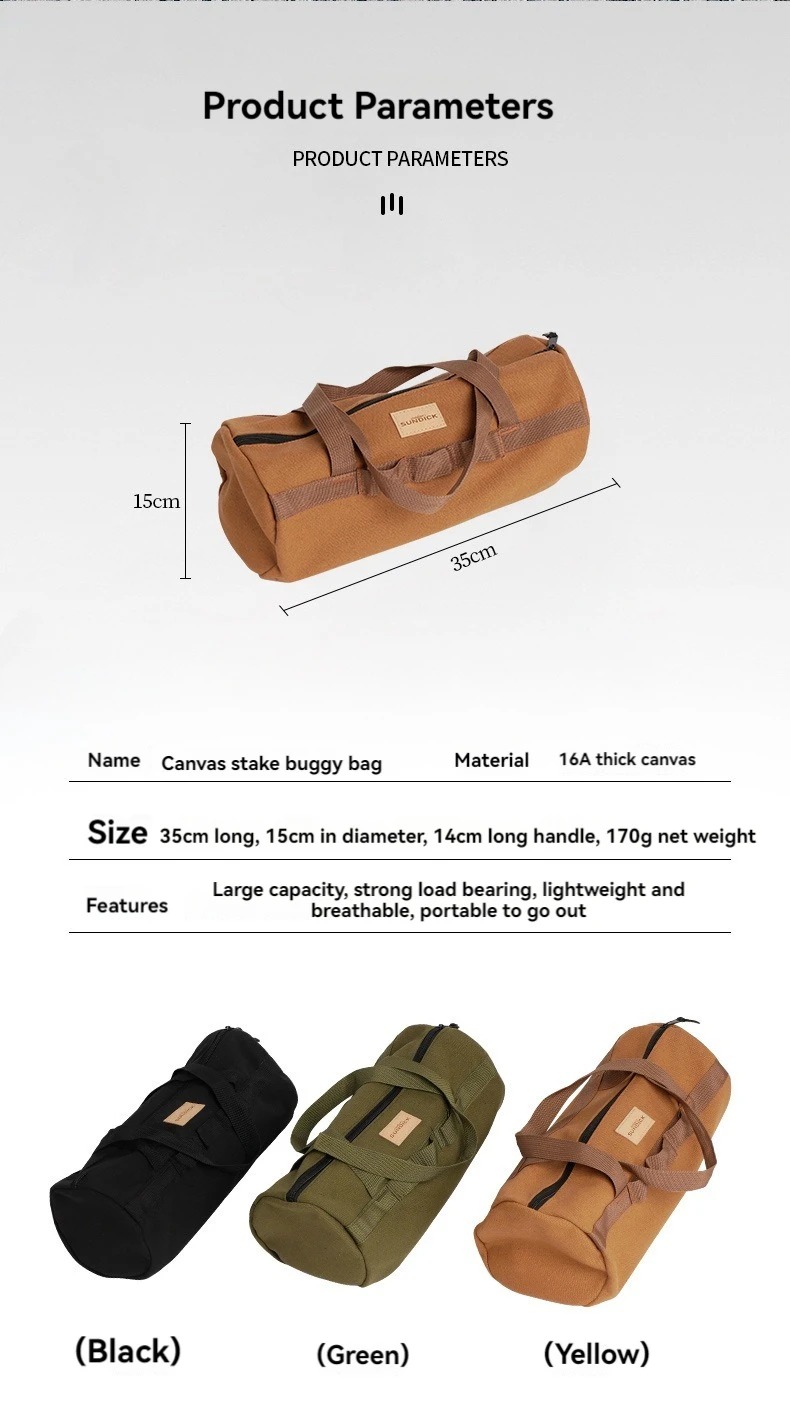 Product Parameters
PRODUCT PARAMETERS
SUNDICK
15cm
35cm
Name Canvas stake buggy bag Material 16A thick canvas
Size 35cm long, 15cm in diameter, 14cm long handle, 170g net weight
Features Large capacity, strong load bearing, lightweight and
breathable, portable to go out
SUNDICK
SUNDICK
(Black) (Green) (Yellow)